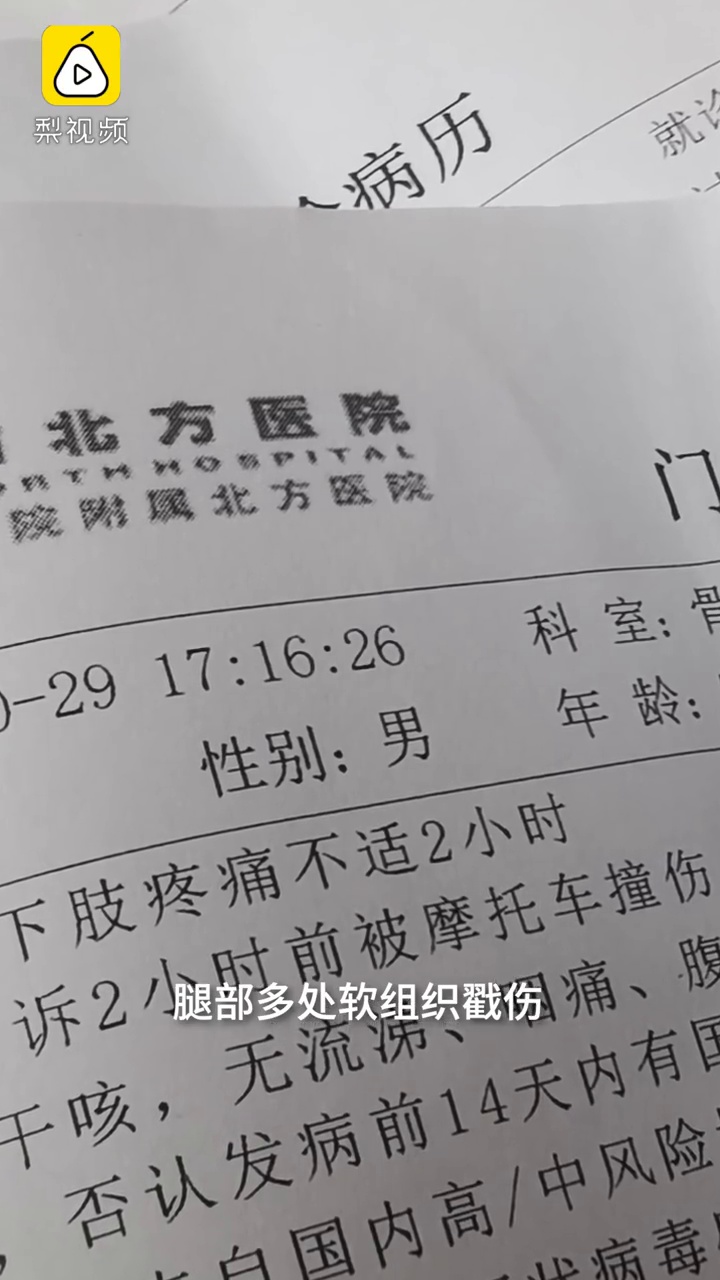 梨视频
病历
就诊
北方医院
RTH HOSPITAL
院附属北方医院
门
-29 17:16:26
科 室: 骨
性别: 男
年 龄:
下肢疼痛不适2小时
诉2小时前被摩托车撞伤
腿部多处软组织戳伤
干咳, 无流涕、咽痛、腹
否认发病前14天内有国
自国内高/中风险
状病毒